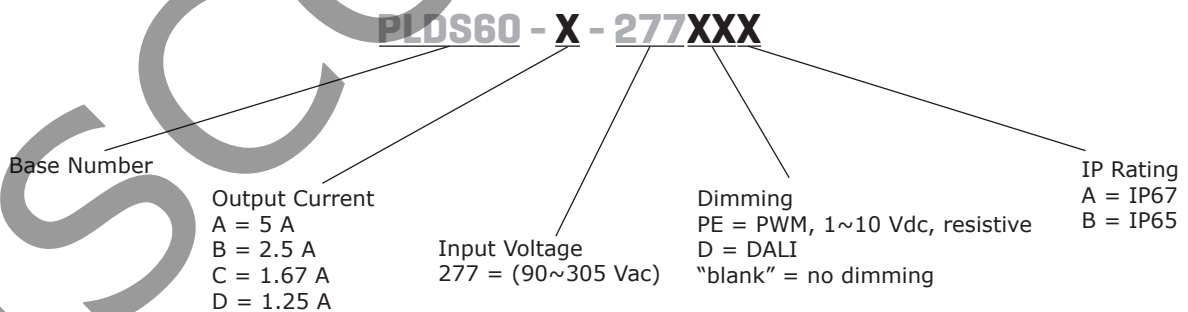 PLDS60 - X - 277XXX
Base Number
Output Current
A = 5 A
B = 2.5 A
C = 1.67 A
D = 1.25 A
Input Voltage
277 = (90~305 Vac)
Dimming
PE = PWM, 1~10 Vdc, resistive
D = DALI
“blank” = no dimming
IP Rating
A = IP67
B = IP65